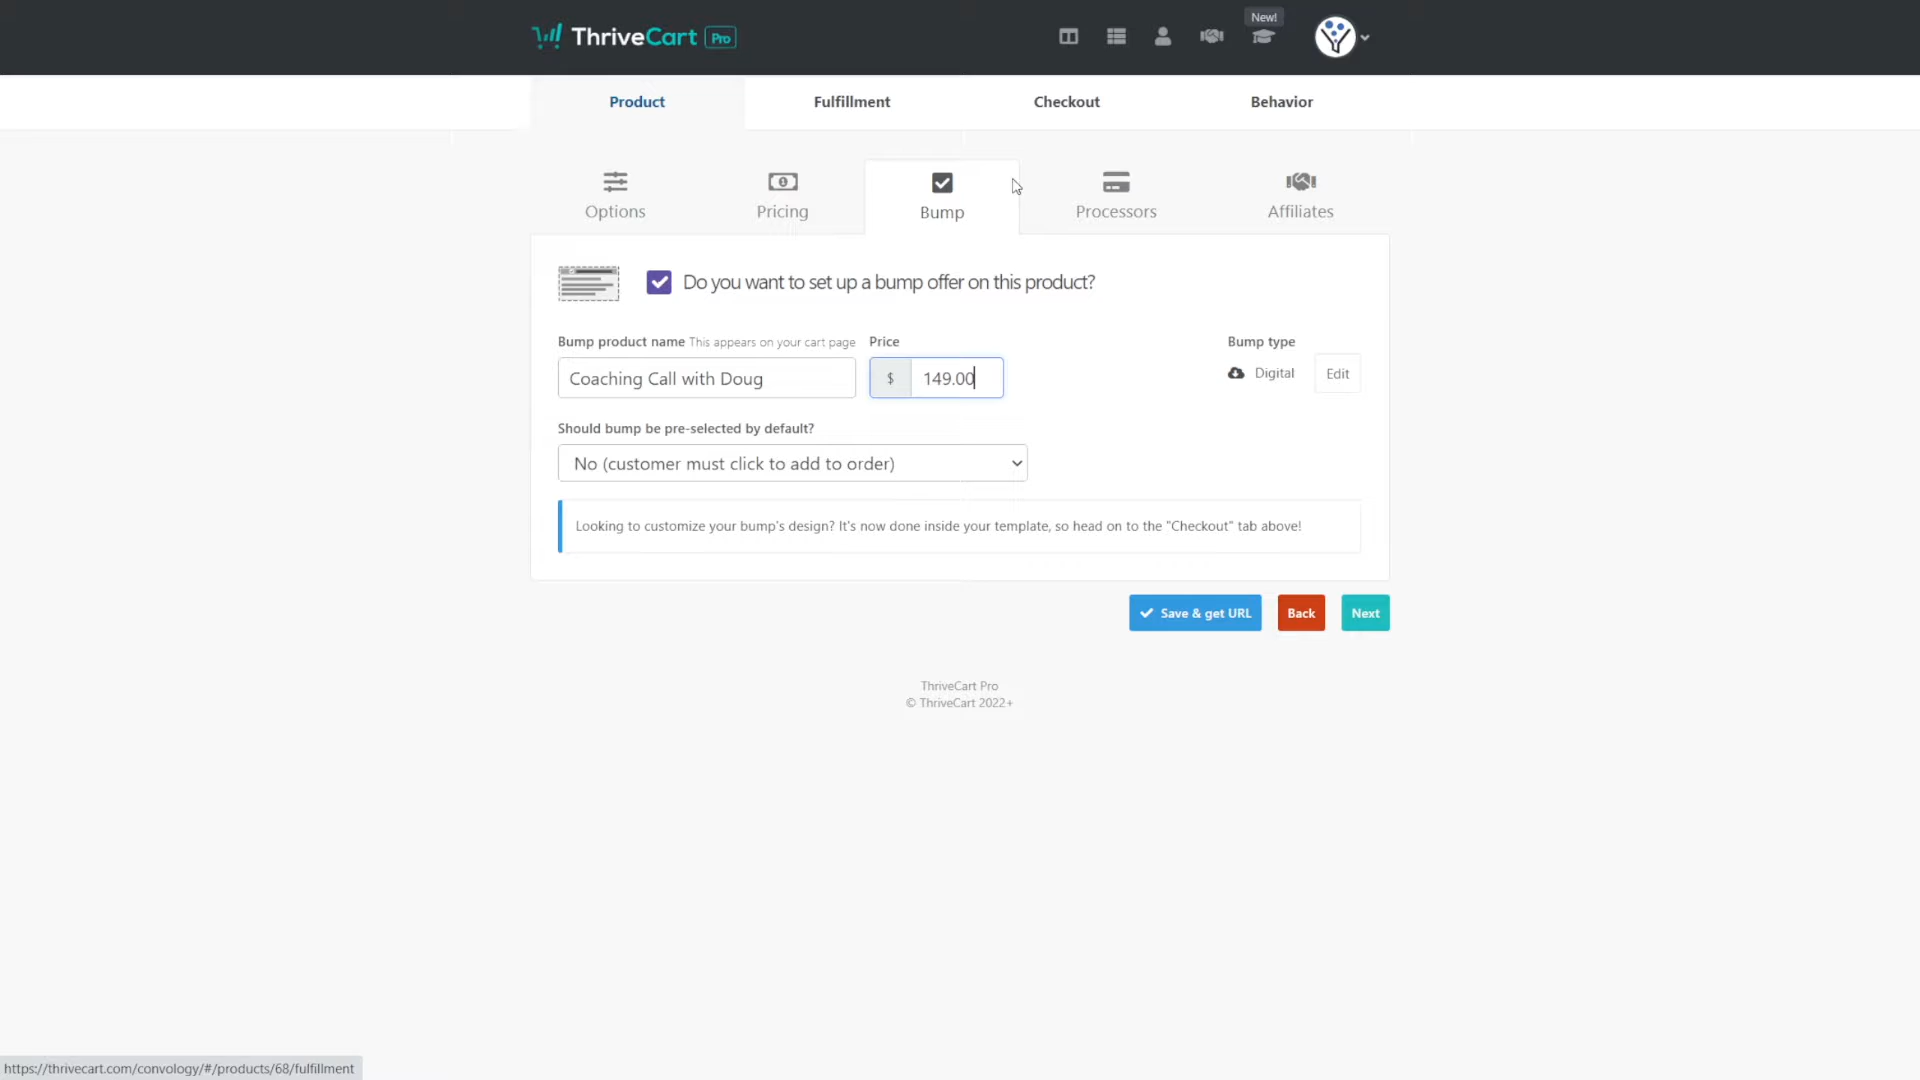 ThriveCart Pro
New!
Product Fulfillment Checkout Behavior
Options Pricing Bump Processors Affiliates
Do you want to set up a bump offer on this product?
Bump product name This appears on your cart page Price Bump type
Coaching Call with Doug $ 149.00 Digital Edit
Should bump be pre-selected by default?
No (customer must click to add to order)
Looking to customize your bump's design? It's now done inside your template, so head on to the "Checkout" tab above!
Save & get URL Back Next
ThriveCart Pro
© ThriveCart 2022+
https://thrivecart.com/convology/#/products/68/fulfillment